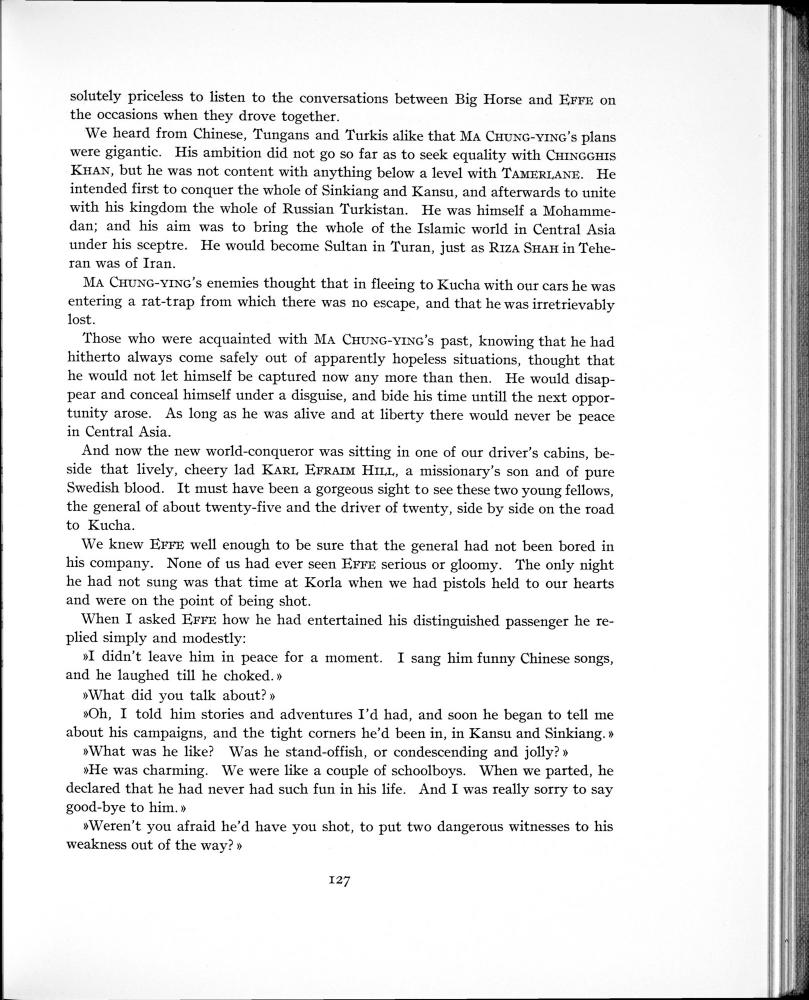 solutely priceless to listen to the conversations between Big Horse and EFFE on
the occasions when they drove together.
We heard from Chinese, Tungans and Turkis alike that MA CHUNG-YING's plans
were gigantic. His ambition did not go so far as to seek equality with CHINGGHIS
KHAN, but he was not content with anything below a level with TAMERLANE. He
intended first to conquer the whole of Sinkiang and Kansu, and afterwards to unite
with his kingdom the whole of Russian Turkistan. He was himself a Mohamme-
dan; and his aim was to bring the whole of the Islamic world in Central Asia
under his sceptre. He would become Sultan in Turan, just as RIZA SHAH in Tehe-
ran was of Iran.
MA CHUNG-YING's enemies thought that in fleeing to Kucha with our cars he was
entering a rat-trap from which there was no escape, and that he was irretrievably
lost.
Those who were acquainted with MA CHUNG-YING's past, knowing that he had
hitherto always come safely out of apparently hopeless situations, thought that
he would not let himself be captured now any more than then. He would disap-
pear and conceal himself under a disguise, and bide his time untill the next oppor-
tunity arose. As long as he was alive and at liberty there would never be peace
in Central Asia.
And now the new world-conqueror was sitting in one of our driver's cabins, be-
side that lively, cheery lad KARL EFRAIM HILL, a missionary's son and of pure
Swedish blood. It must have been a gorgeous sight to see these two young fellows,
the general of about twenty-five and the driver of twenty, side by side on the road
to Kucha.
We knew EFFE well enough to be sure that the general had not been bored in
his company. None of us had ever seen EFFE serious or gloomy. The only night
he had not sung was that time at Korla when we had pistols held to our hearts
and were on the point of being shot.
When I asked EFFE how he had entertained his distinguished passenger he re-
plied simply and modestly:
»I didn't leave him in peace for a moment. I sang him funny Chinese songs,
and he laughed till he choked.»
»What did you talk about?»
»Oh, I told him stories and adventures I'd had, and soon he began to tell me
about his campaigns, and the tight corners he'd been in, in Kansu and Sinkiang.»
»What was he like? Was he stand-offish, or condescending and jolly?»
»He was charming. We were like a couple of schoolboys. When we parted, he
declared that he had never had such fun in his life. And I was really sorry to say
good-bye to him.»
»Weren't you afraid he'd have you shot, to put two dangerous witnesses to his
weakness out of the way?»
127